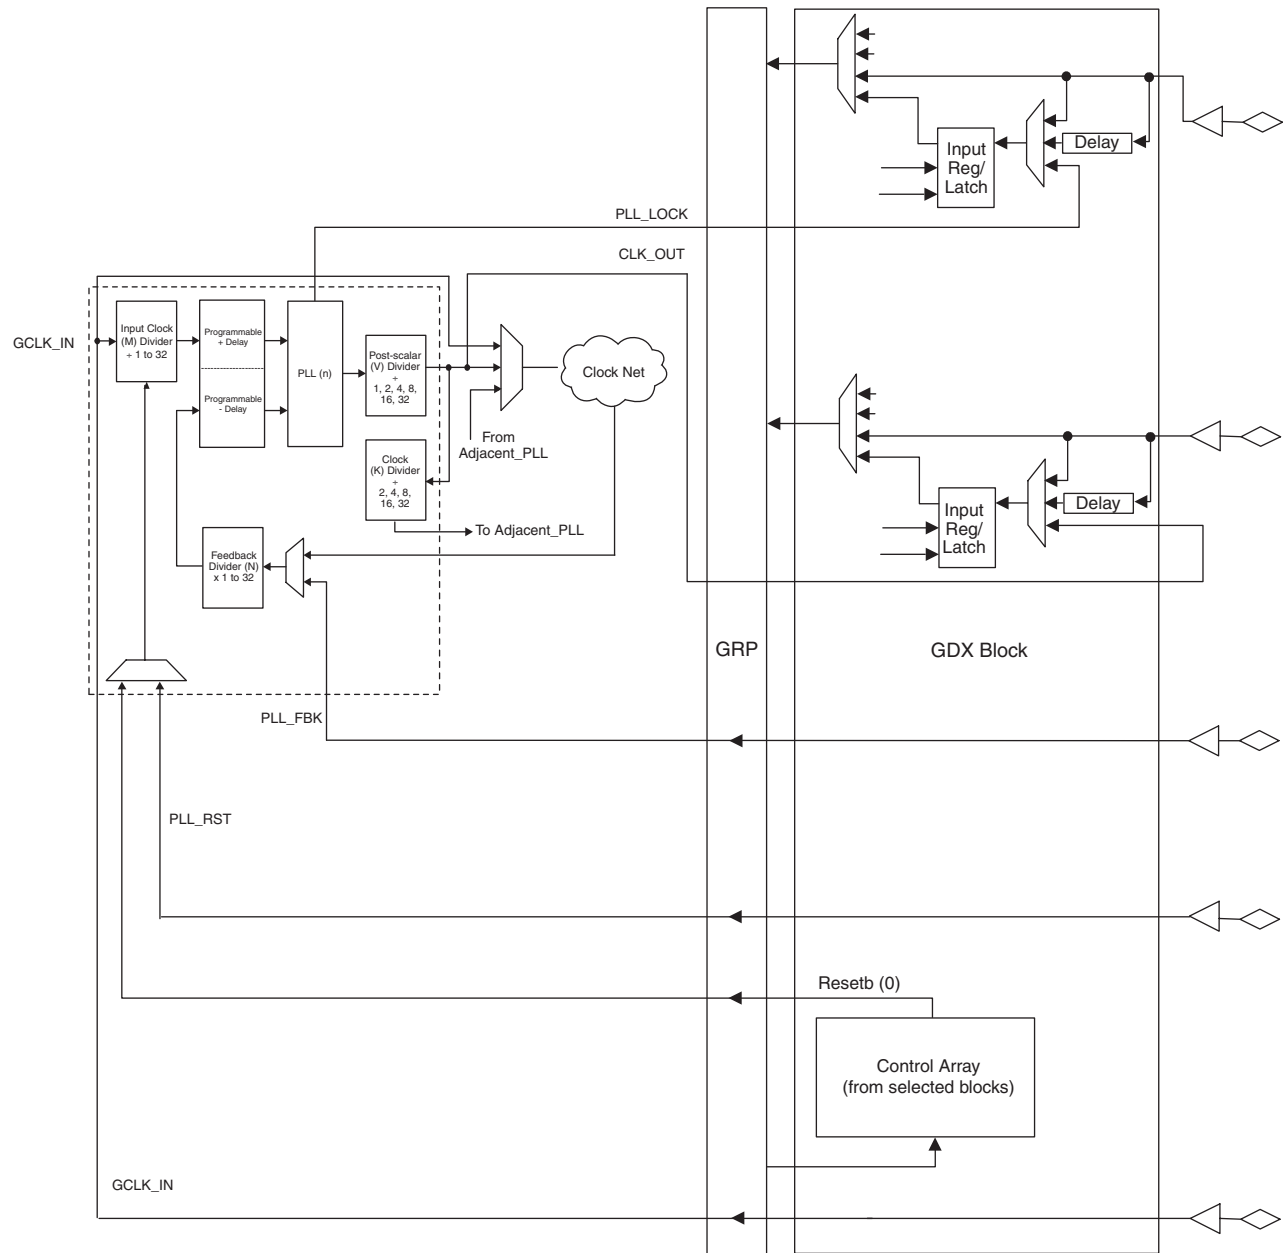 Input
Reg/
Latch
Delay
PLL_LOCK
CLK_OUT
GCLK_IN
Input Clock
(M) Divider
÷ 1 to 32
Programmable
+ Delay
Programmable
- Delay
PLL (n)
Post-scalar
(V) Divider
÷
1, 2, 4, 8,
16, 32
Clock Net
From
Adjacent_PLL
Clock
(K) Divider
÷
2, 4, 8,
16, 32
To Adjacent_PLL
Feedback
Divider (N)
x 1 to 32
Input
Reg/
Latch
Delay
GRP
GDX Block
PLL_FBK
PLL_RST
Resetb (0)
Control Array
(from selected blocks)
GCLK_IN